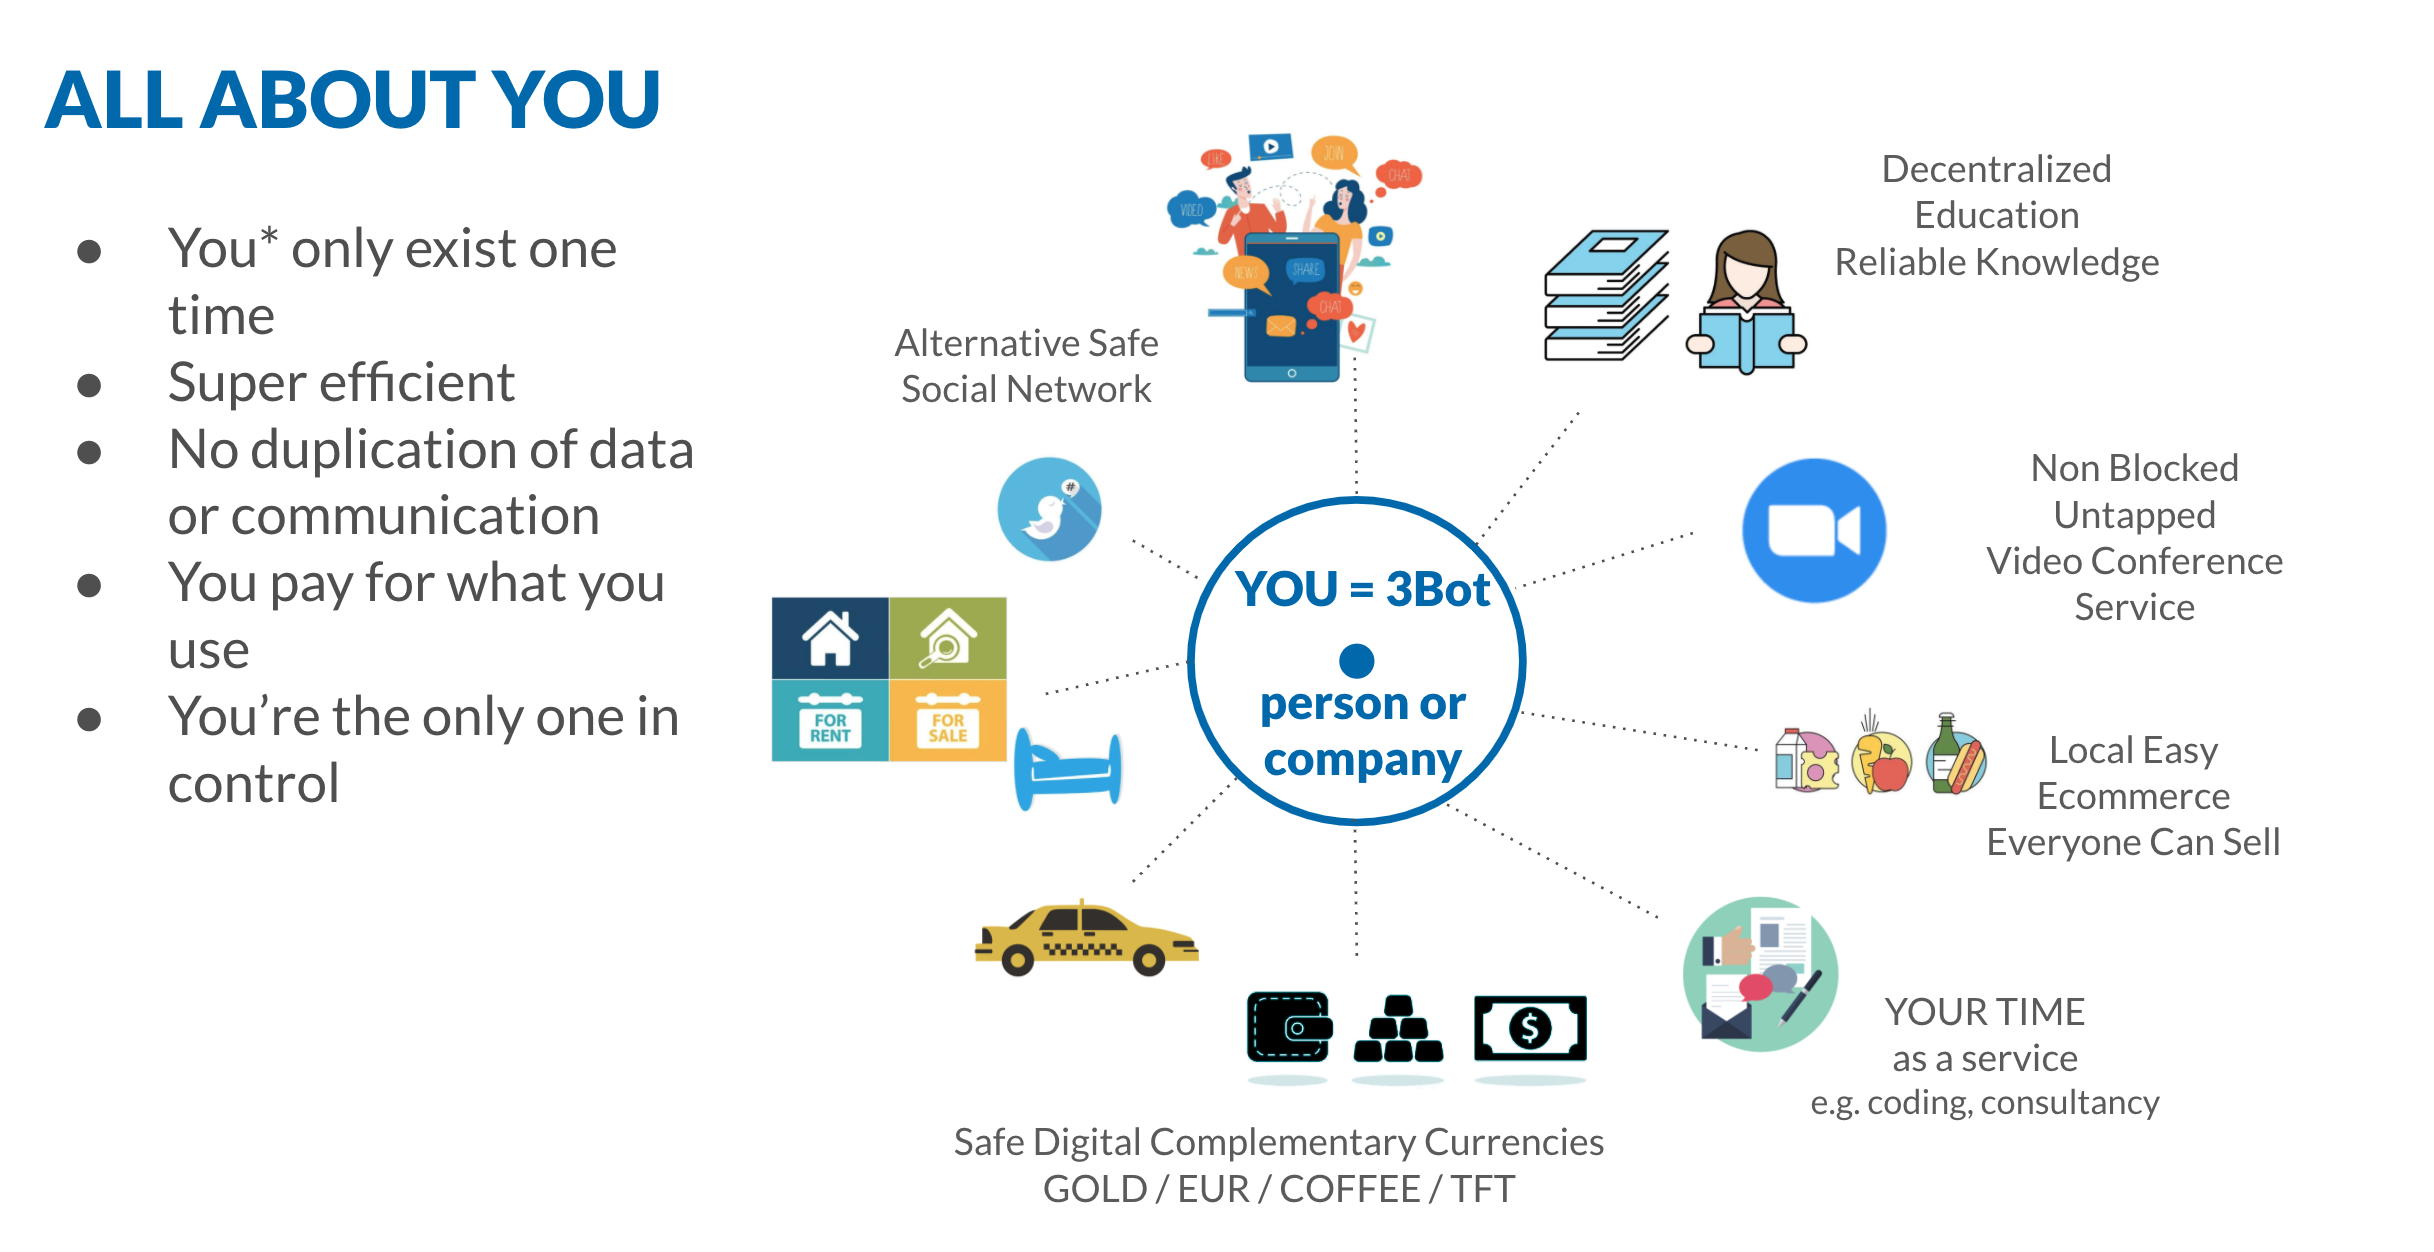 ALL ABOUT YOU
● You* only exist one
time
● Super efficient
● No duplication of data
or communication
● You pay for what you
use
● You’re the only one in
control
LIKE
JOIN
CHAT
VIDEO
NEWS
SHARE
CHAT
Alternative Safe
Social Network
Decentralized
Education
Reliable Knowledge
#
Non Blocked
Untapped
Video Conference
Service
YOU = 3Bot
person or
company
FOR
RENT
FOR
SALE
Local Easy
Ecommerce
Everyone Can Sell
$
YOUR TIME
as a service
e.g. coding, consultancy
Safe Digital Complementary Currencies
GOLD / EUR / COFFEE / TFT